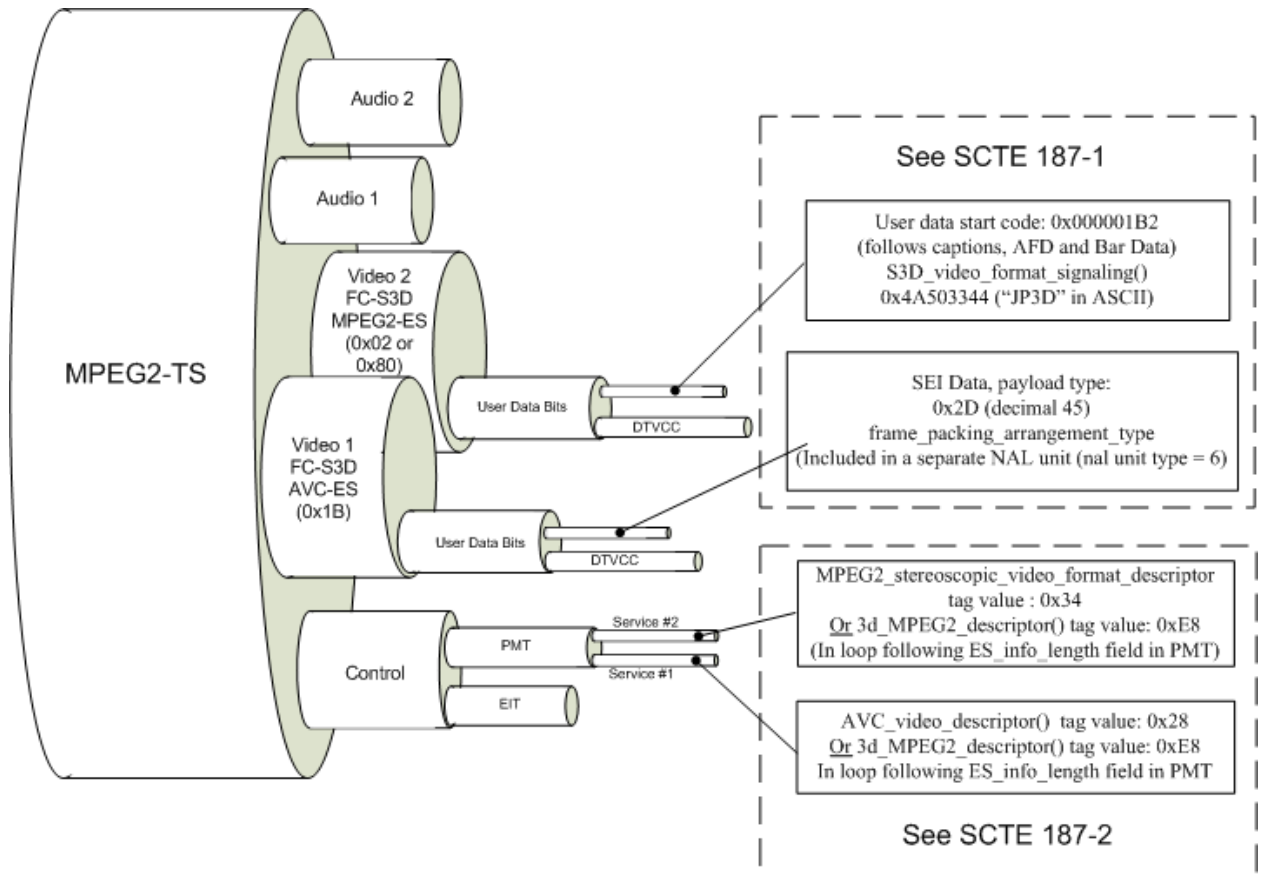 MPEG2-TS
Audio 2
Audio 1
Video 2
FC-S3D
MPEG2-ES
(0x02 or
0x80)
User Data Bits
DTVCC
Video 1
FC-S3D
AVC-ES
(0x1B)
User Data Bits
DTVCC
Control
PMT
Service #2
Service #1
EIT
See SCTE 187-1
User data start code: 0x000001B2
(follows captions, AFD and Bar Data)
S3D_video_format_signaling()
0x4A503344 (“JP3D” in ASCII)
SEI Data, payload type:
0x2D (decimal 45)
frame_packing_arrangement_type
(Included in a separate NAL unit (nal unit type = 6)
MPEG2_stereoscopic_video_format_descriptor
tag value : 0x34
Or 3d_MPEG2_descriptor() tag value: 0xE8
(In loop following ES_info_length field in PMT)
AVC_video_descriptor() tag value: 0x28
Or 3d_MPEG2_descriptor() tag value: 0xE8
In loop following ES_info_length field in PMT
See SCTE 187-2